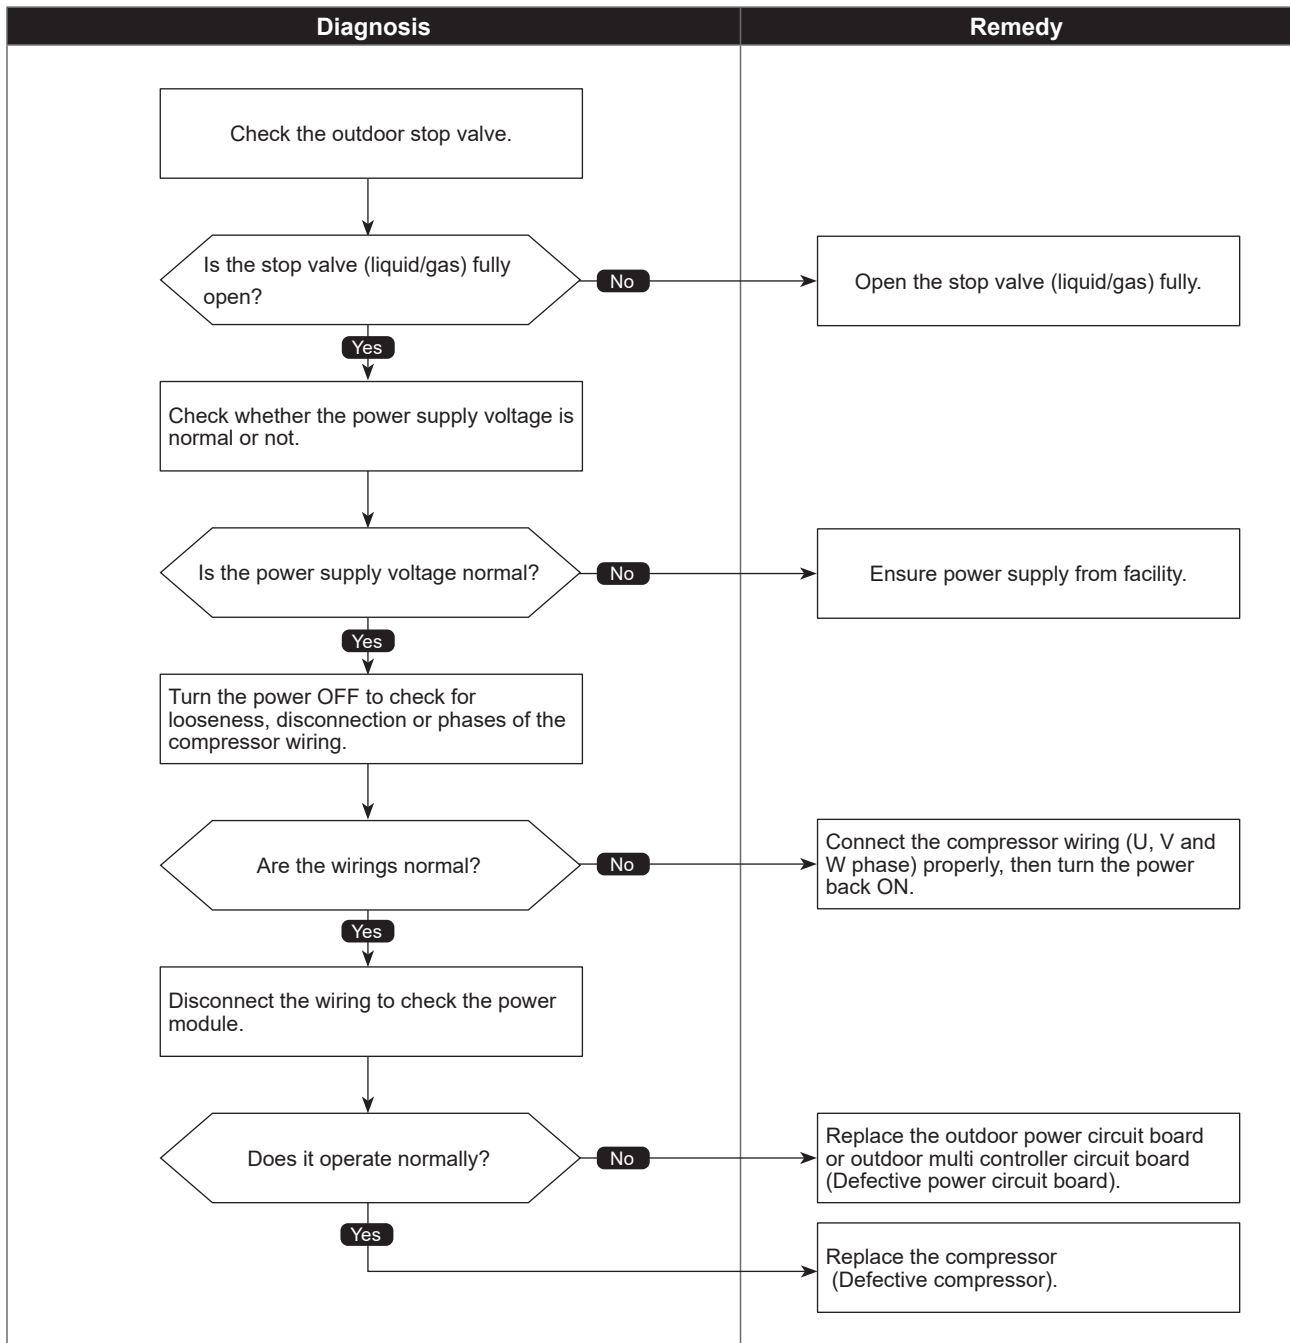 Diagnosis
Remedy
Check the outdoor stop valve.
Is the stop valve (liquid/gas) fully
open?
No
Open the stop valve (liquid/gas) fully.
Yes
Check whether the power supply voltage is
normal or not.
Is the power supply voltage normal?
No
Ensure power supply from facility.
Yes
Turn the power OFF to check for
looseness, disconnection or phases of the
compressor wiring.
Are the wirings normal?
No
Connect the compressor wiring (U, V and
W phase) properly, then turn the power
back ON.
Yes
Disconnect the wiring to check the power
module.
Does it operate normally?
No
Replace the outdoor power circuit board
or outdoor multi controller circuit board
(Defective power circuit board).
Yes
Replace the compressor
(Defective compressor).